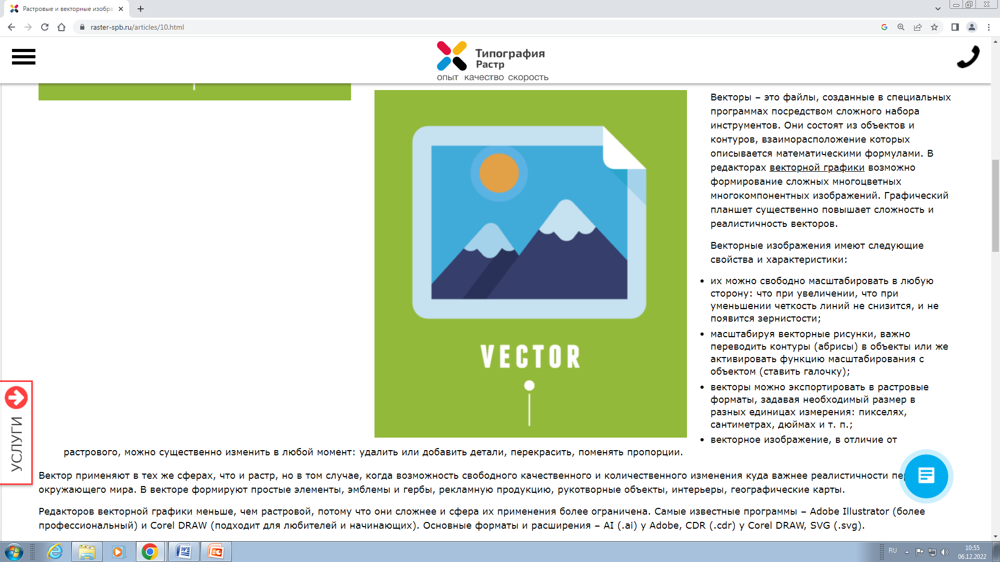 Растровые и векторные изобра
raster-spb.ru/articles/10.html
Типография
Растр
опыт качество скорость
Векторы – это файлы, созданные в специальных
программах посредством сложного набора
инструментов. Они состоят из объектов и
контуров, взаиморасположение которых
описывается математическими формулами. В
редакторах векторной графики возможно
формирование сложных многоцветных
многокомпонентных изображений. Графический
планшет существенно повышает сложность и
реалистичность векторов.
Векторные изображения имеют следующие
свойства и характеристики:
VECTOR
• их можно свободно масштабировать в любую
сторону: что при увеличении, что при
уменьшении четкость линий не снизится, и не
появится зернистости;
• масштабируя векторные рисунки, важно
переводить контуры (абрисы) в объекты или же
активировать функцию масштабирования с
объектом (ставить галочку);
• векторы можно экспортировать в растровые
форматы, задавая необходимый размер в
разных единицах измерения: пикселях,
сантиметрах, дюймах и т. п.;
• векторное изображение, в отличие от
растрового, можно существенно изменить в любой момент: удалить или добавить детали, перекрасить, поменять пропорции.
УСЛУГИ
Вектор применяют в тех же сферах, что и растр, но в том случае, когда возможность свободного качественного и количественного изменения куда важнее реалистичности
окружающего мира. В векторе формируют простые элементы, эмблемы и гербы, рекламную продукцию, рукотворные объекты, интерьеры, географические карты.
Редакторов векторной графики меньше, чем растровой, потому что они сложнее и сфера их применения более ограничена. Самые известные программы – Adobe Illustrator (более
профессиональный) и Corel DRAW (подходит для любителей и начинающих). Основные форматы и расширения – AI (.ai) у Adobe, CDR (.cdr) у Corel DRAW, SVG (.svg).
RU
10:55
06.12.2022